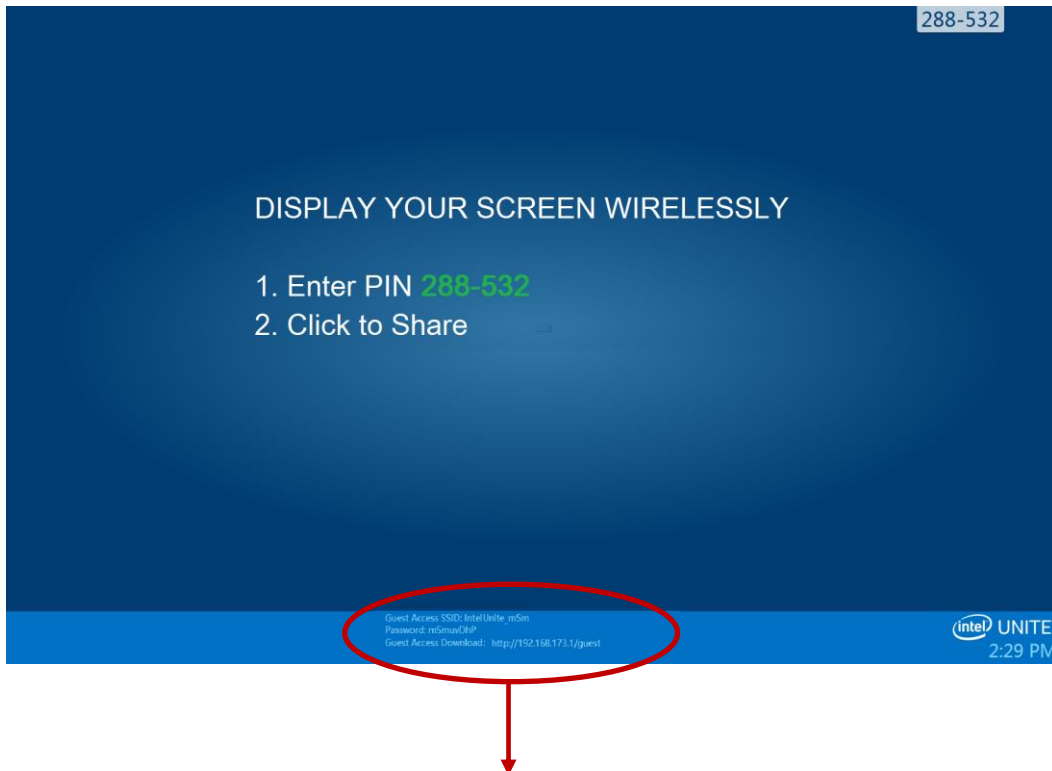 288-532
DISPLAY YOUR SCREEN WIRELESSLY
1. Enter PIN 288-532
2. Click to Share
Guest Access SSID: IntelUnite_mSm
Password: mSmuvDhP
Guest Access Download: http://192.168.173.1/guest
intel UNITE
2:29 PM